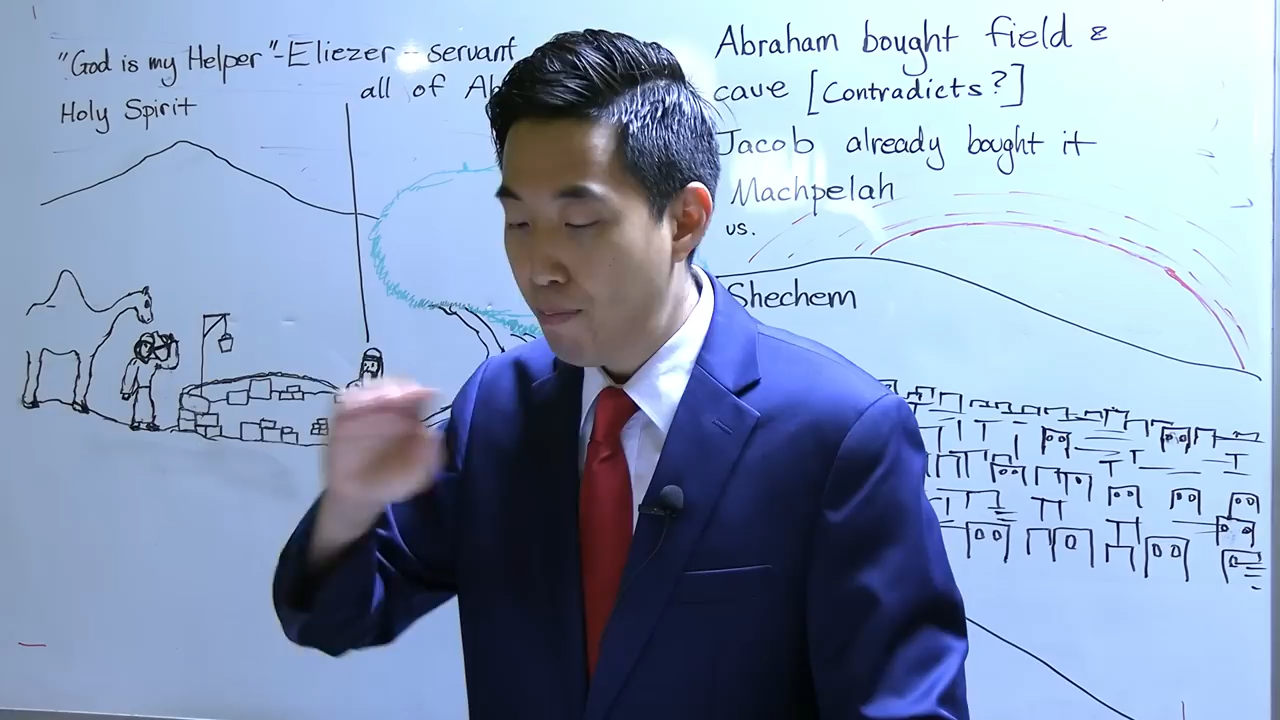 "God is my Helper"-Eliezer - servant
all of
Holy Spirit
Abraham bought field &
cave [Contradicts?]
Jacob already bought it
Machpelah
vs.
Shechem